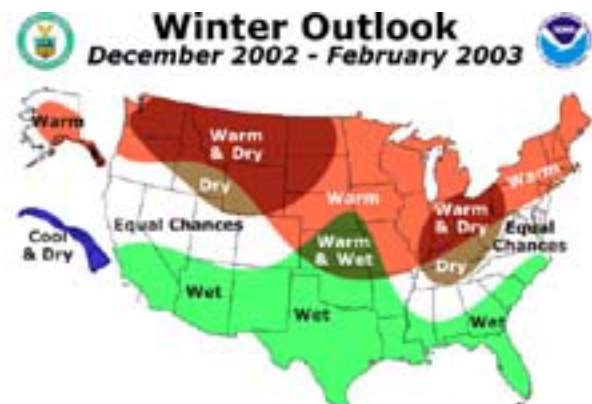 Winter Outlook
December 2002 - February 2003
Warm
Warm
& Dry
Dry
Warm
Warm
Equal Chances
Warm
& Dry
Equal
Chances
Cool
& Dry
Warm
& Wet
Dry
Wet
Wet
Wet